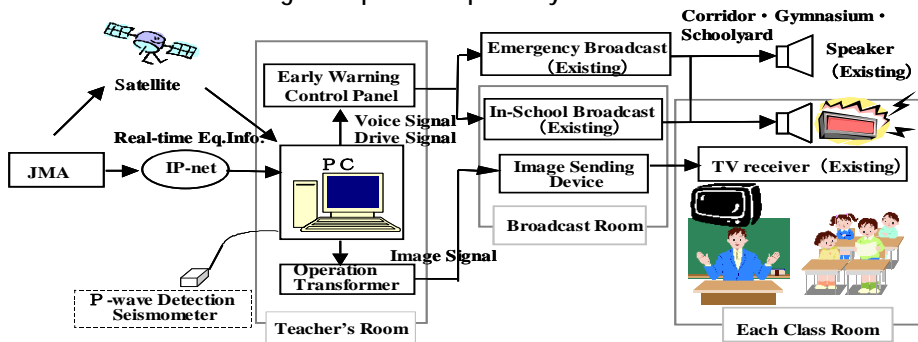 Corridor・Gymnasium・
Schoolyard
Emergency Broadcast
(Existing)
Speaker
(Existing)
Early Warning
Control Panel
Satellite
Voice Signal
Drive Signal
In-School Broadcast
(Existing)
Real-time Eq.Info.
JMA
IP-net
PC
Image Sending
Device
TV receiver (Existing)
Broadcast Room
Image Signal
Operation
Transformer
P-wave Detection
Seismometer
Teacher's Room
Each Class Room